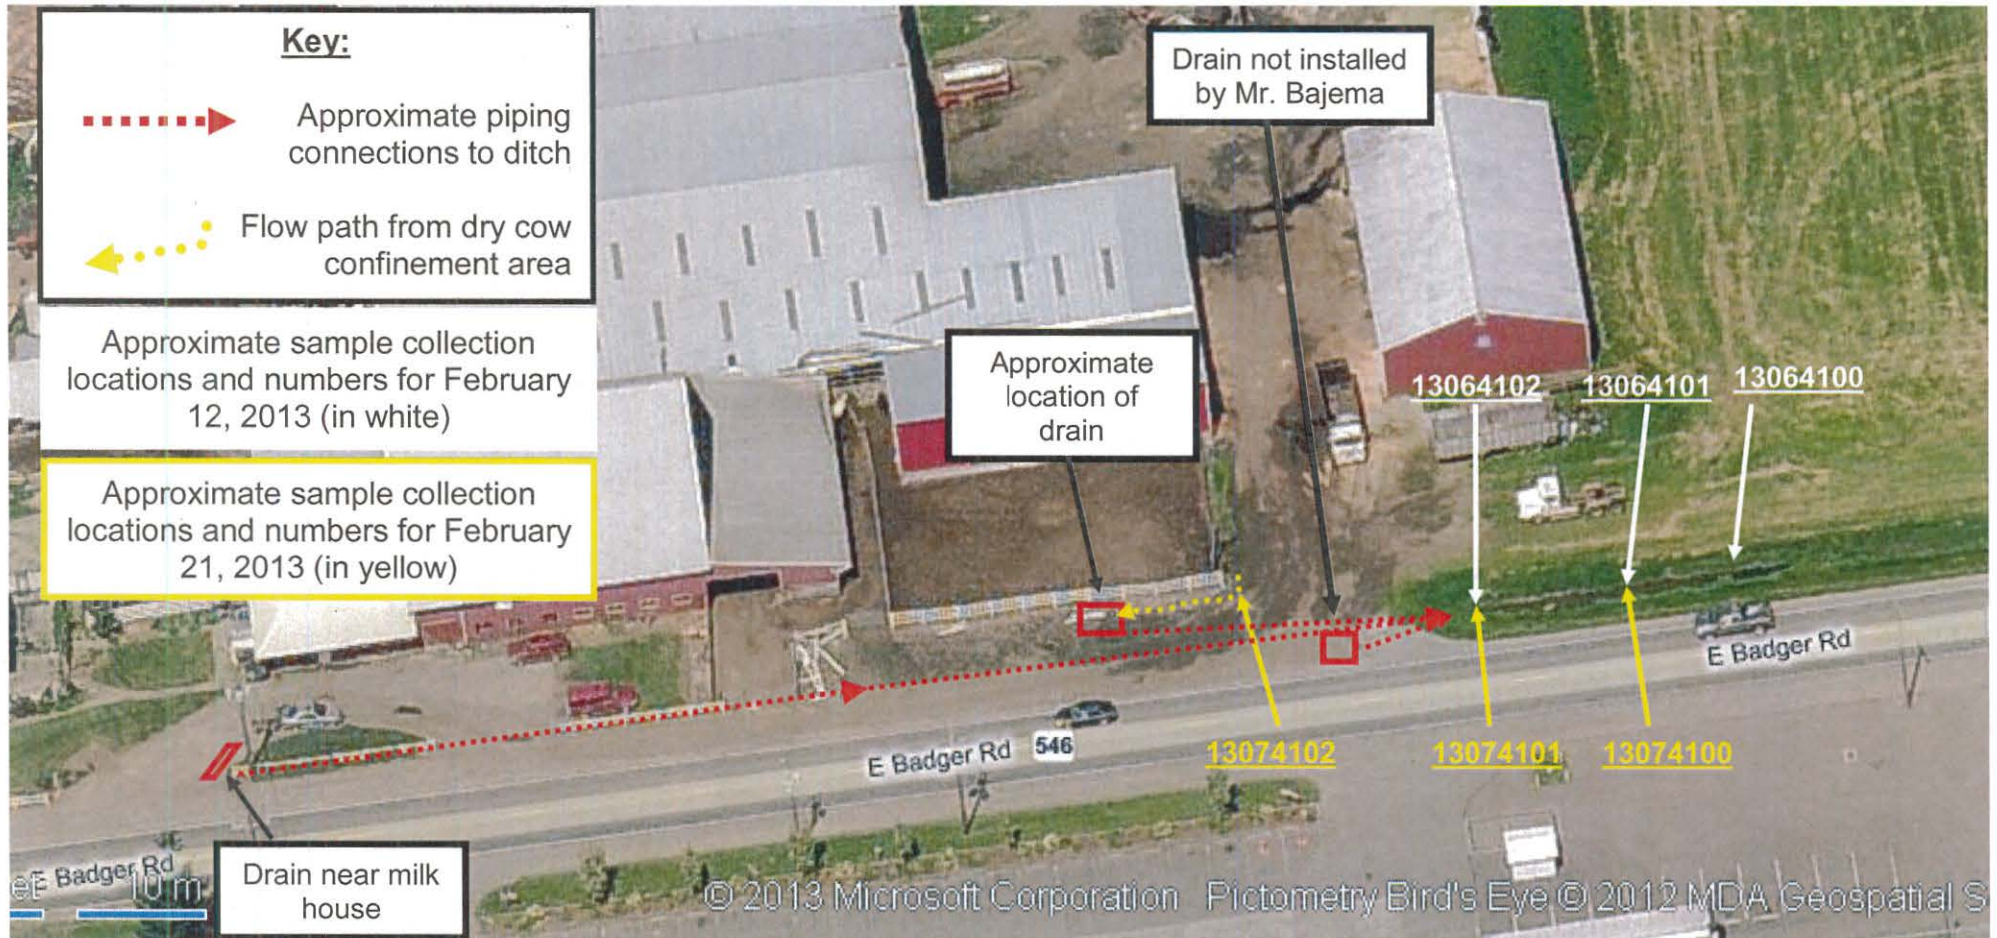 Key:
Approximate piping
connections to ditch
Flow path from dry cow
confinement area
Approximate sample collection
locations and numbers for February
12, 2013 (in white)
Approximate sample collection
locations and numbers for February
21, 2013 (in yellow)
Drain not installed
by Mr. Bajema
Approximate
location of
drain
13064102 13064101 13064100
E Badger Rd
E Badger Rd 546
13074102 13074101 13074100
E Badger Rd
10 m
Drain near milk
house
© 2013 Microsoft Corporation Pictometry Bird's Eye © 2012 MDA Geospatial S